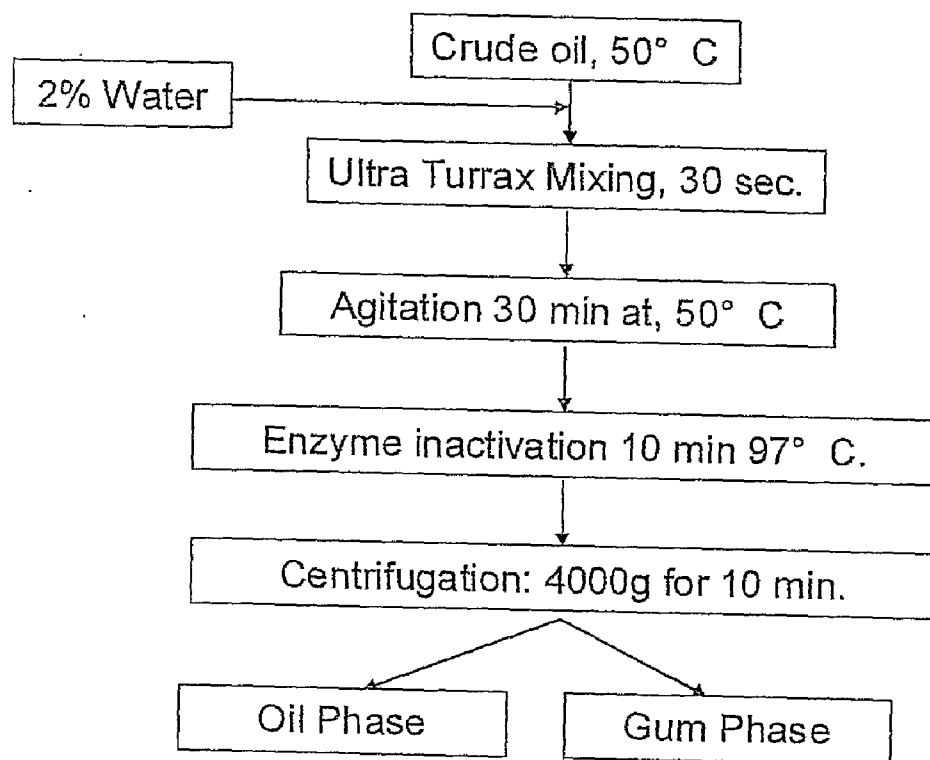 Crude oil, 50° C
2% Water
Ultra Turrax Mixing, 30 sec.
Agitation 30 min at, 50° C
Enzyme inactivation 10 min 97° C.
Centrifugation: 4000g for 10 min.
Oil Phase
Gum Phase